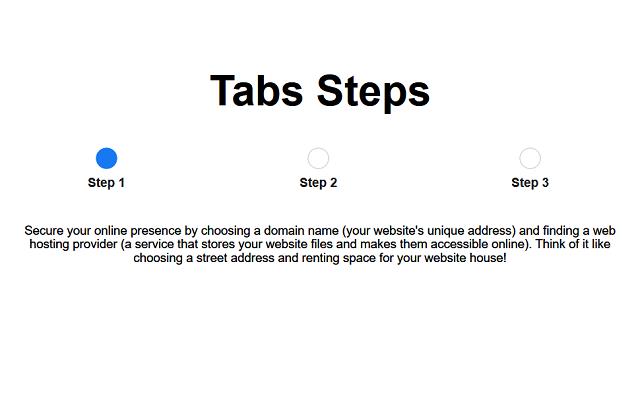 Tabs Steps
Step 1
Step 2
Step 3
Secure your online presence by choosing a domain name (your website's unique address) and finding a web
hosting provider (a service that stores your website files and makes them accessible online). Think of it like
choosing a street address and renting space for your website house!